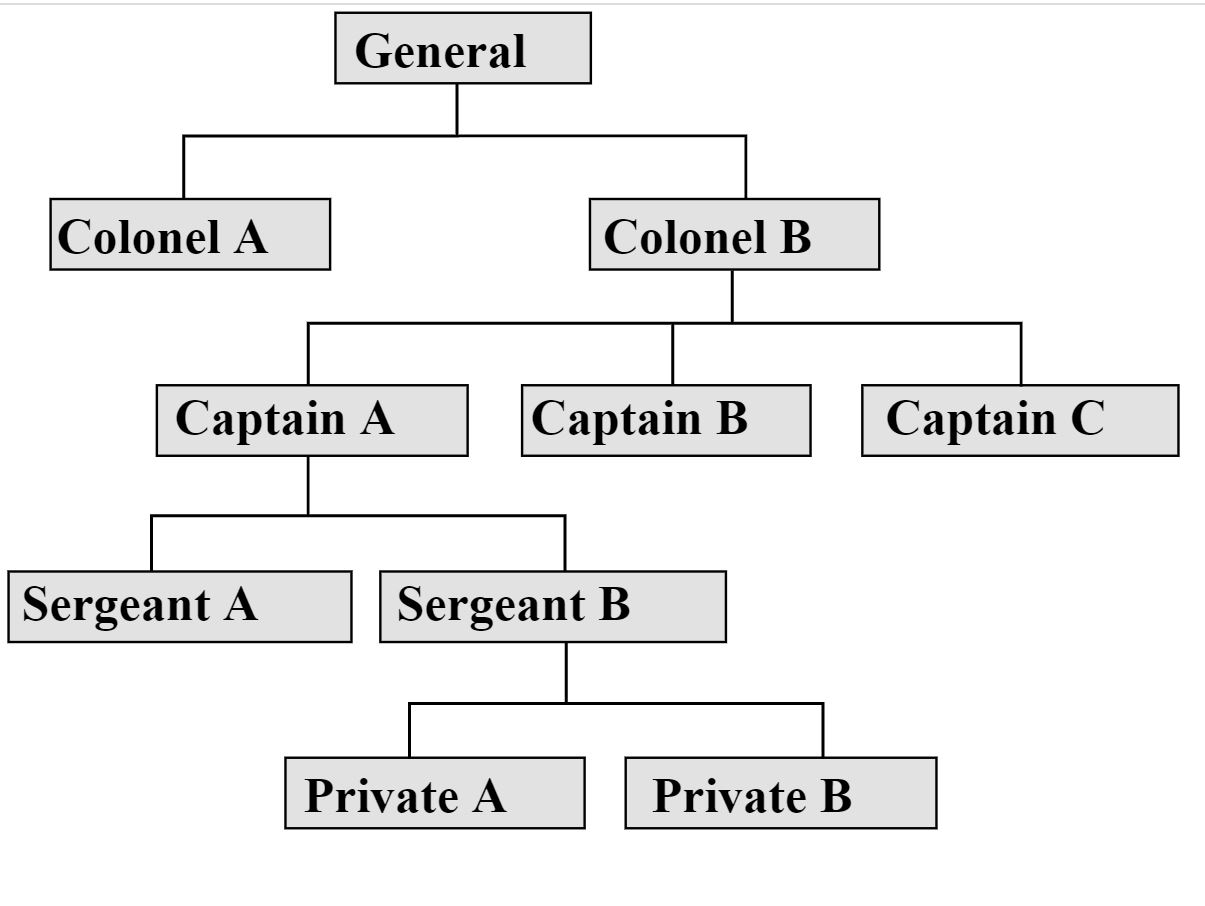 General
Colonel A
Colonel B
Captain A
Captain B
Captain C
Sergeant A
Sergeant B
Private A
Private B